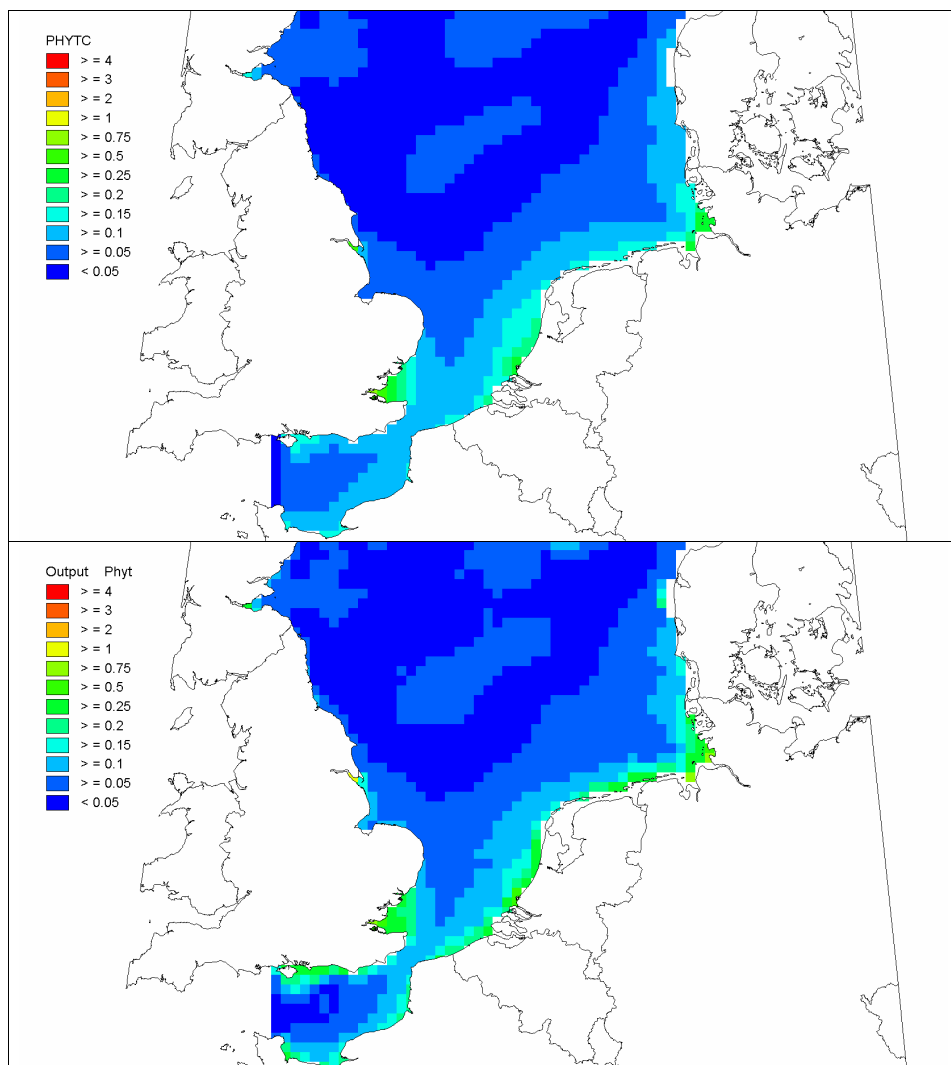 PHYTC
> = 4
> = 3
> = 2
> = 1
> = 0.75
> = 0.5
> = 0.25
> = 0.2
> = 0.15
> = 0.1
> = 0.05
< 0.05
Output Phyt
> = 4
> = 3
> = 2
> = 1
> = 0.75
> = 0.5
> = 0.25
> = 0.2
> = 0.15
> = 0.1
> = 0.05
< 0.05